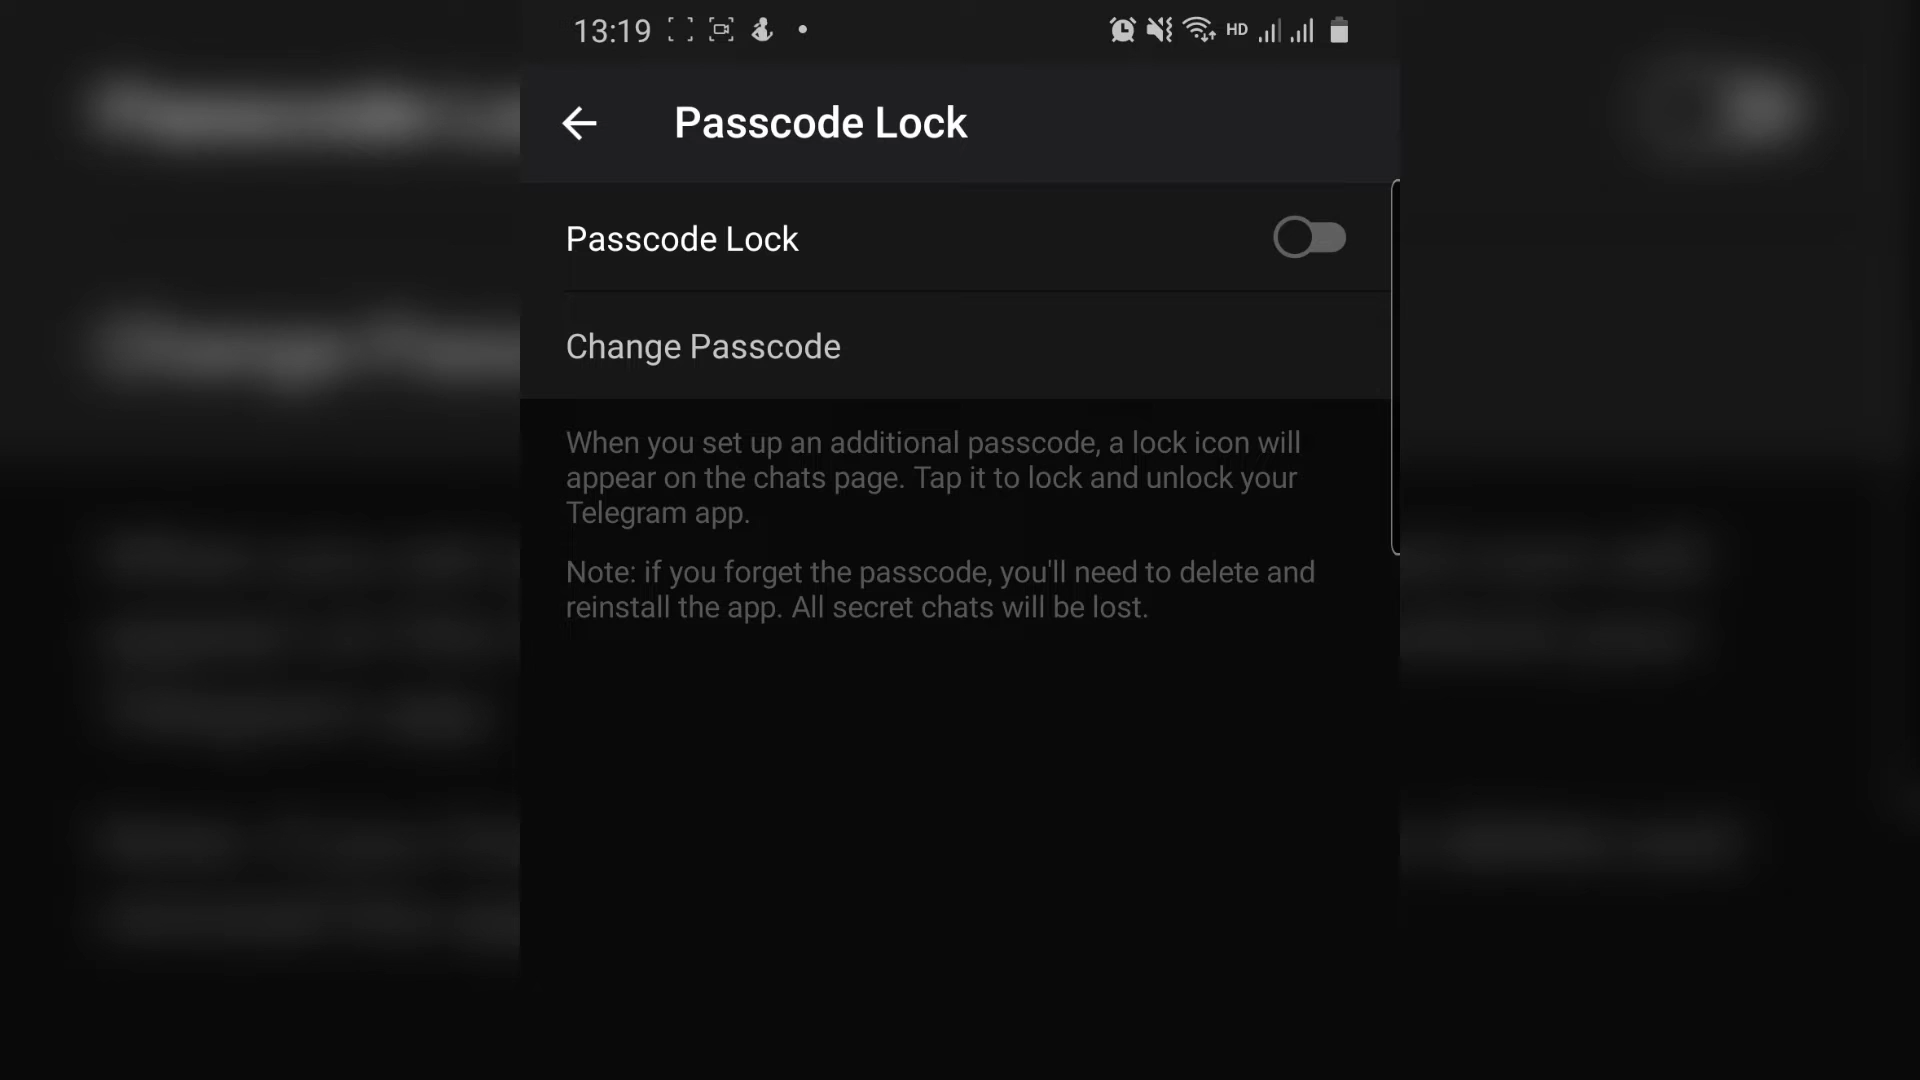 13:19
HD
Passcode Lock
Passcode Lock
Change Passcode
When you set up an additional passcode, a lock icon will
appear on the chats page. Tap it to lock and unlock your
Telegram app.
Note: if you forget the passcode, you'll need to delete and
reinstall the app. All secret chats will be lost.